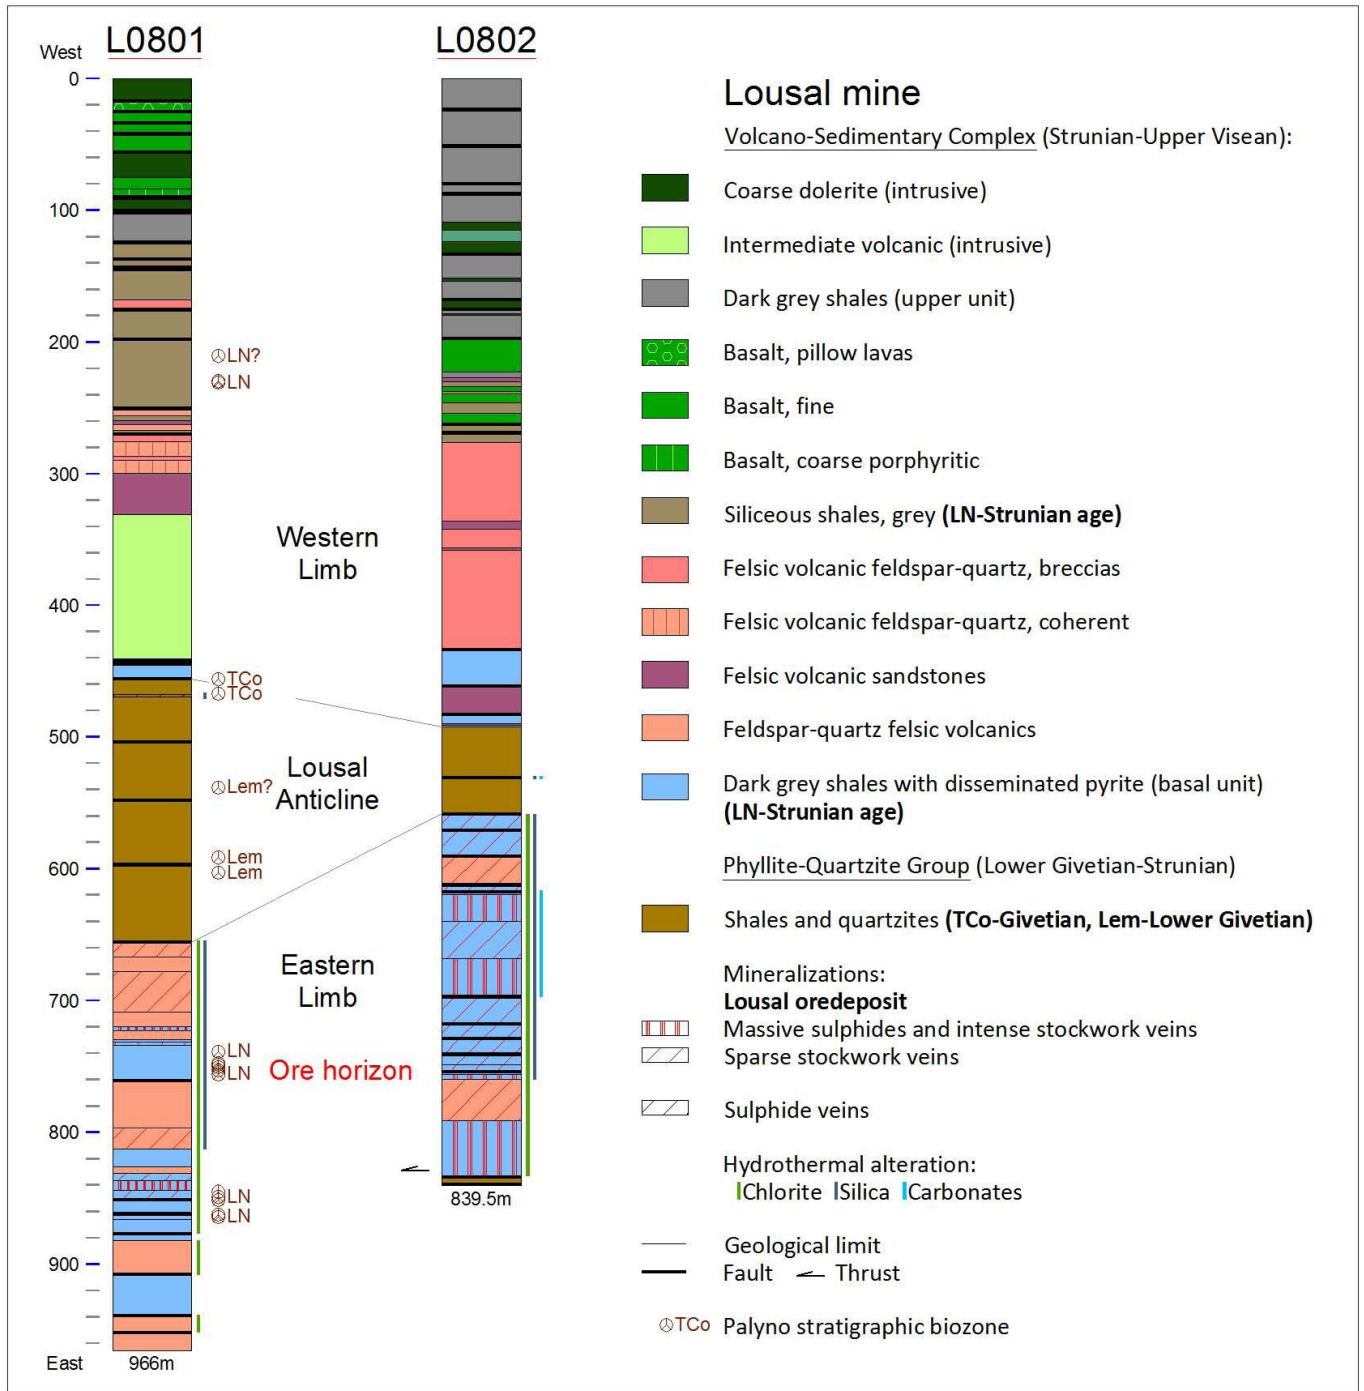 L0801
L0802
West
0
100
200
300
400
500
600
700
800
900
East
966m
839.5m
LN?
LN
TCo
TCo
Lem?
Lem
Lem
LN
LN
LN
LN
Western
Limb
Lousal
Anticline
Eastern
Limb
Ore horizon
Lousal mine
Volcano-Sedimentary Complex (Strunian-Upper Visean):
Coarse dolerite (intrusive)
Intermediate volcanic (intrusive)
Dark grey shales (upper unit)
Basalt, pillow lavas
Basalt, fine
Basalt, coarse porphyritic
Siliceous shales, grey (LN-Strunian age)
Felsic volcanic feldspar-quartz, breccias
Felsic volcanic feldspar-quartz, coherent
Felsic volcanic sandstones
Feldspar-quartz felsic volcanics
Dark grey shales with disseminated pyrite (basal unit)
(LN-Strunian age)
Phyllite-Quartzite Group (Lower Givetian-Strunian)
Shales and quartzites (TCo-Givetian, Lem-Lower Givetian)
Mineralizations:
Lousal oredeposit
Massive sulphides and intense stockwork veins
Sparse stockwork veins
Sulphide veins
Hydrothermal alteration:
Chlorite Silica Carbonates
Geological limit
Fault Thrust
TCo Palyno stratigraphic biozone